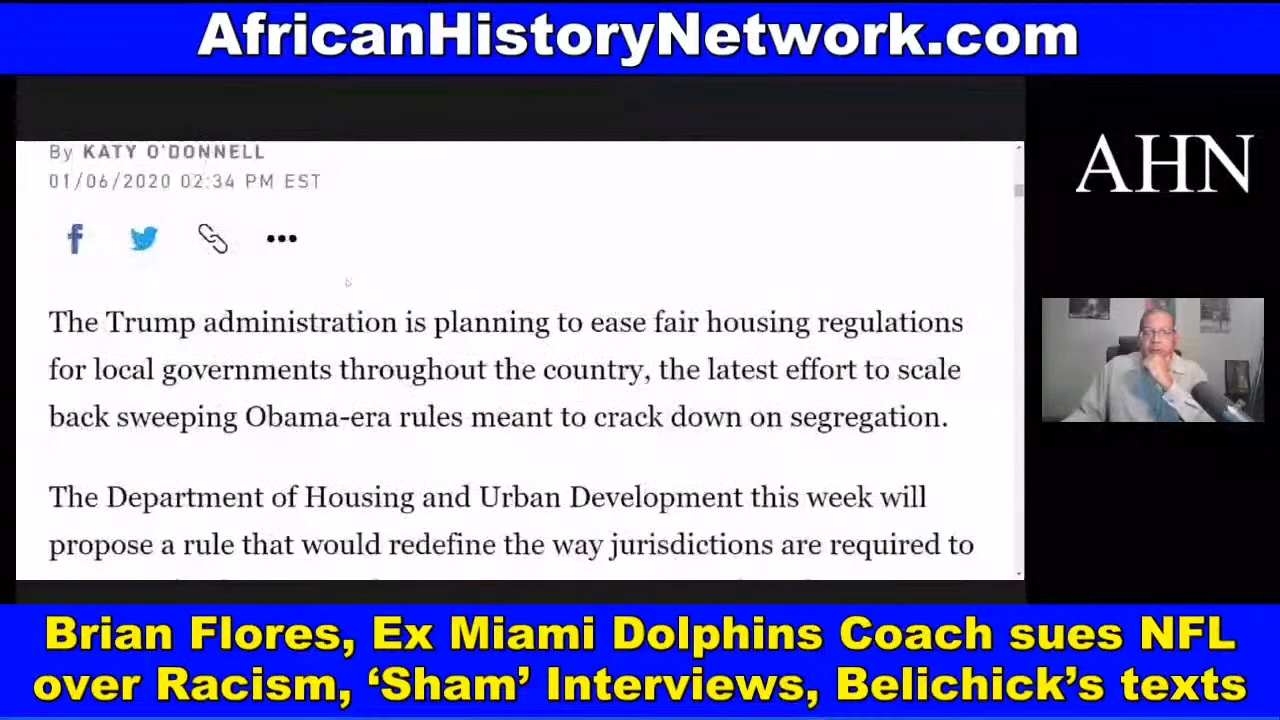 AfricanHistoryNetwork.com
By KATY O'DONNELL
01/06/2020 02:34 PM EST
The Trump administration is planning to ease fair housing regulations
for local governments throughout the country, the latest effort to scale
back sweeping Obama-era rules meant to crack down on segregation.
The Department of Housing and Urban Development this week will
propose a rule that would redefine the way jurisdictions are required to
AHN
Brian Flores, Ex Miami Dolphins Coach sues NFL
over Racism, ‘Sham’ Interviews, Belichick’s texts